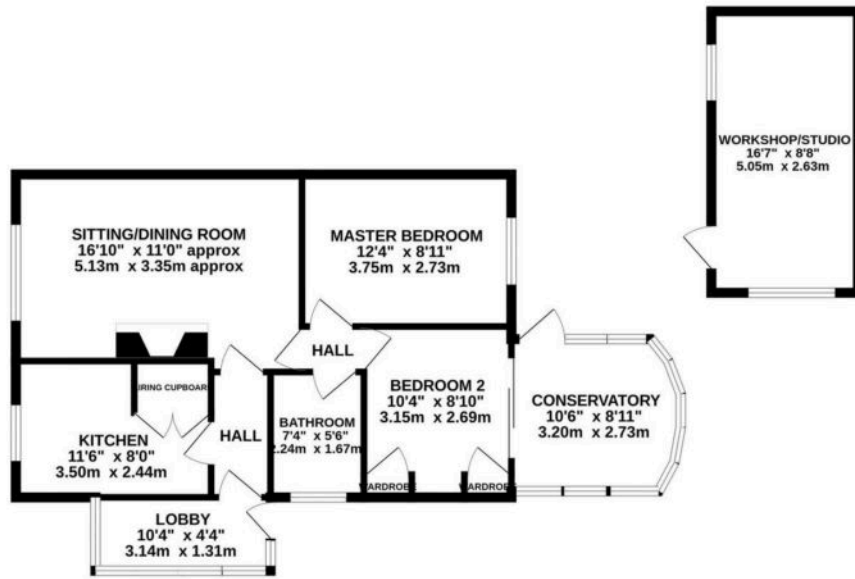 WORKSHOP/STUDIO
16'7" x 8'8"
5.05m x 2.63m
SITTING/DINING ROOM
16'10" x 11'0" approx
5.13m x 3.35m approx
MASTER BEDROOM
12'4" x 8'11"
3.75m x 2.73m
HALL
IRING CUPBOAR
BEDROOM 2
10'4" x 8'10"
3.15m x 2.69m
CONSERVATORY
10'6" x 8'11"
3.20m x 2.73m
BATHROOM
7'4" x 5'6"
2.24m x 1.67m
HALL
KITCHEN
11'6" x 8'0"
3.50m x 2.44m
WARDROBE
WARDROBE
LOBBY
10'4" x 4'4"
3.14m x 1.31m